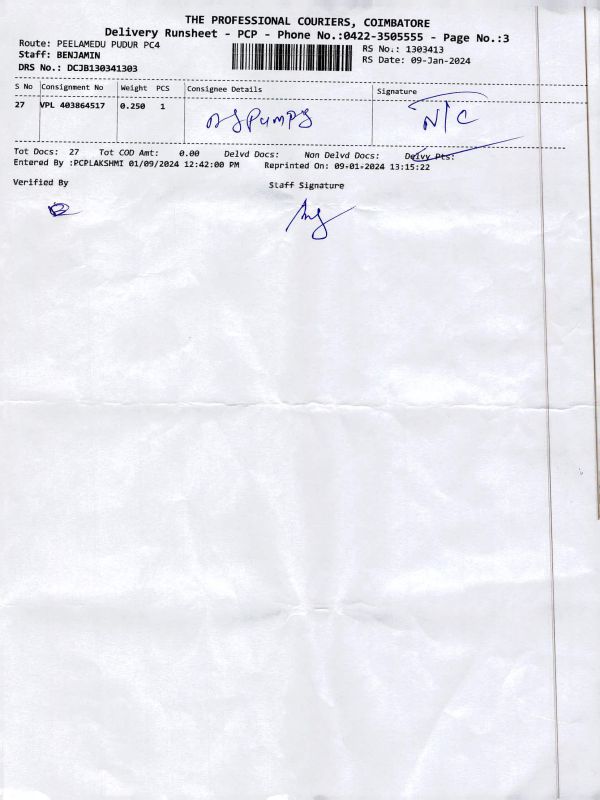 THE PROFESSIONAL COURIERS, COIMBATORE
Delivery Runsheet - PCP - Phone No.:0422-3505555 - Page No.:3
Route: PEELAMEDU PUDUR PC4
RS No.: 1303413
Staff: BENJAMIN
RS Date: 09-Jan-2024
DRS No.: DCJB130341303
S No Consignment No Weight PCS Consignee Details Signature
27 VPL 403864517 0.250 1 Pumps N/C
Tot Docs: 27 Tot COD Amt: 0.00 Delvd Docs: Non Delvd Docs: Delvy Pts:
Entered By :PCPLAKSHMI 01/09/2024 12:42:00 PM Reprinted On: 09-01-2024 13:15:22
Verified By
Staff Signature